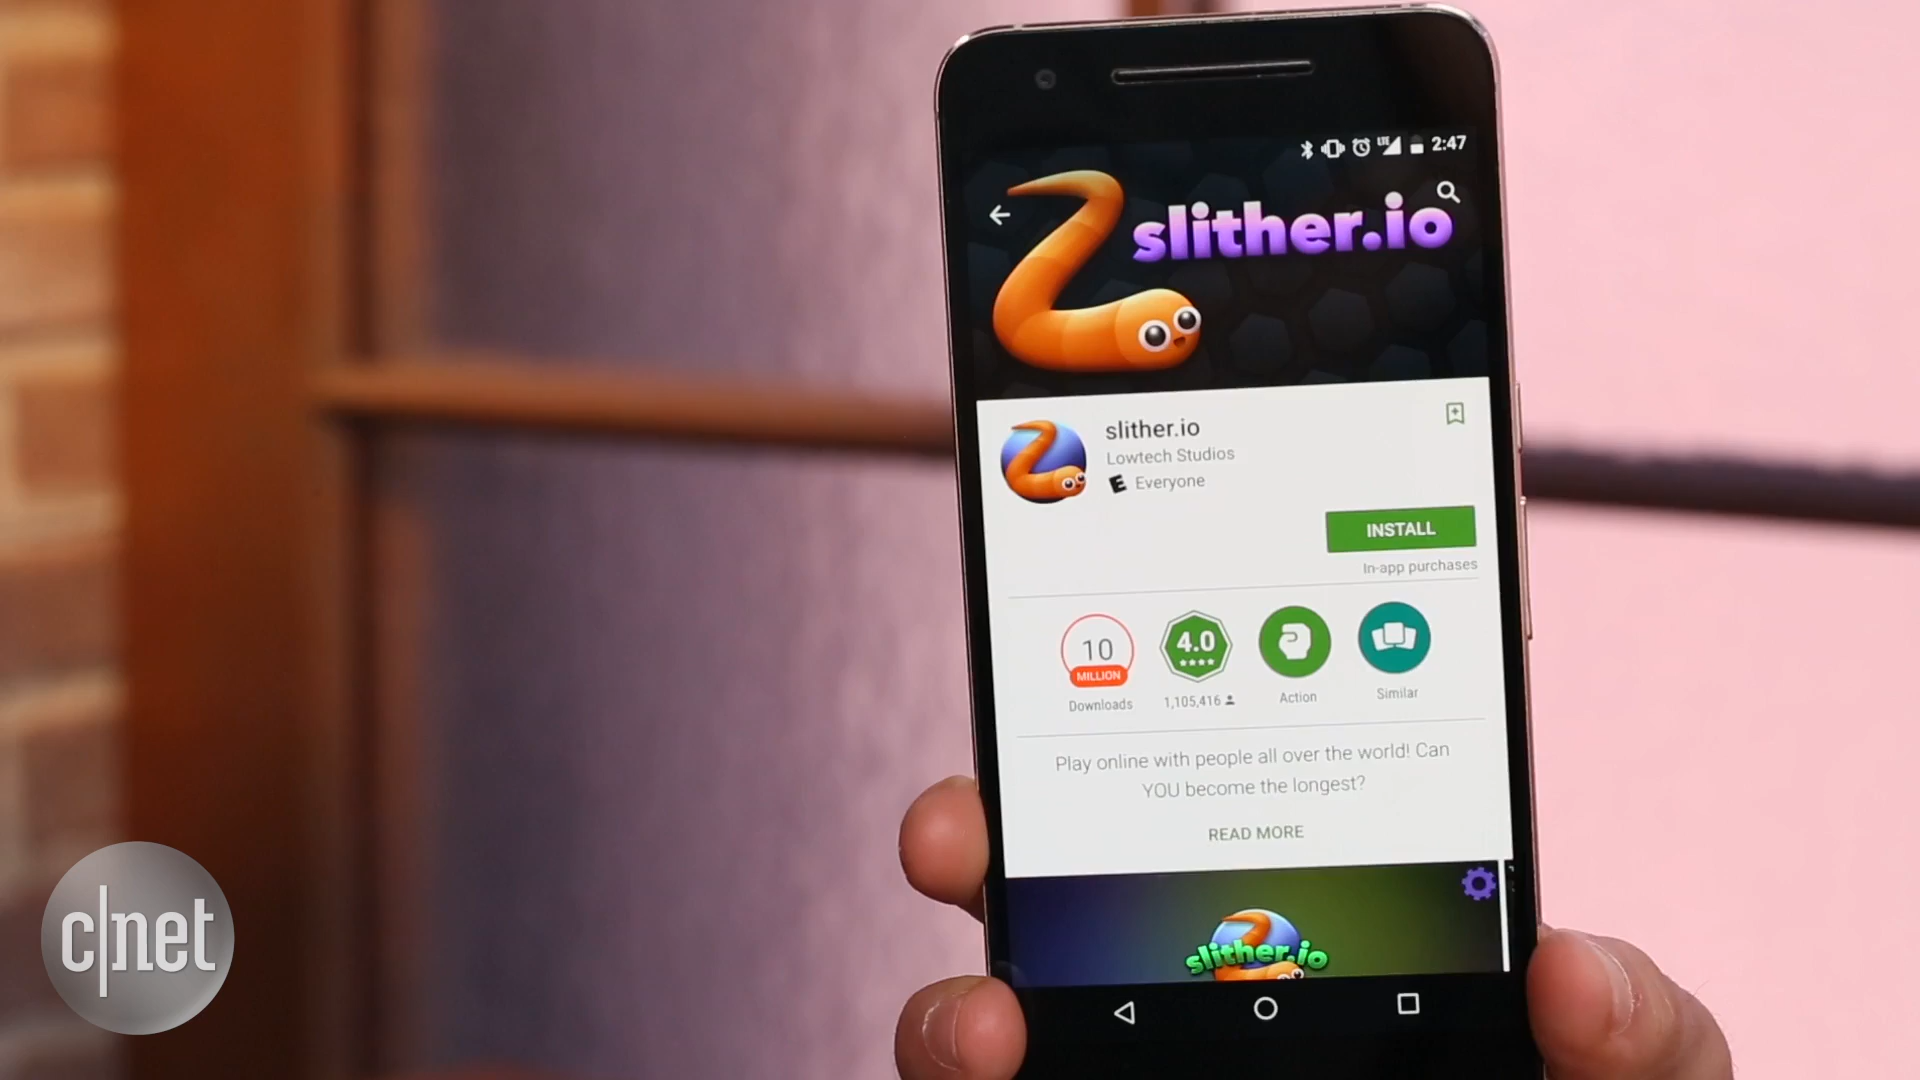 2:47
slither.io
slither.io
Lowtech Studios
E Everyone
INSTALL
In-app purchases
10
MILLION
Downloads
4.0
1,105,416
Action
Similar
Play online with people all over the world! Can
YOU become the longest?
READ MORE
slither.io
c|net